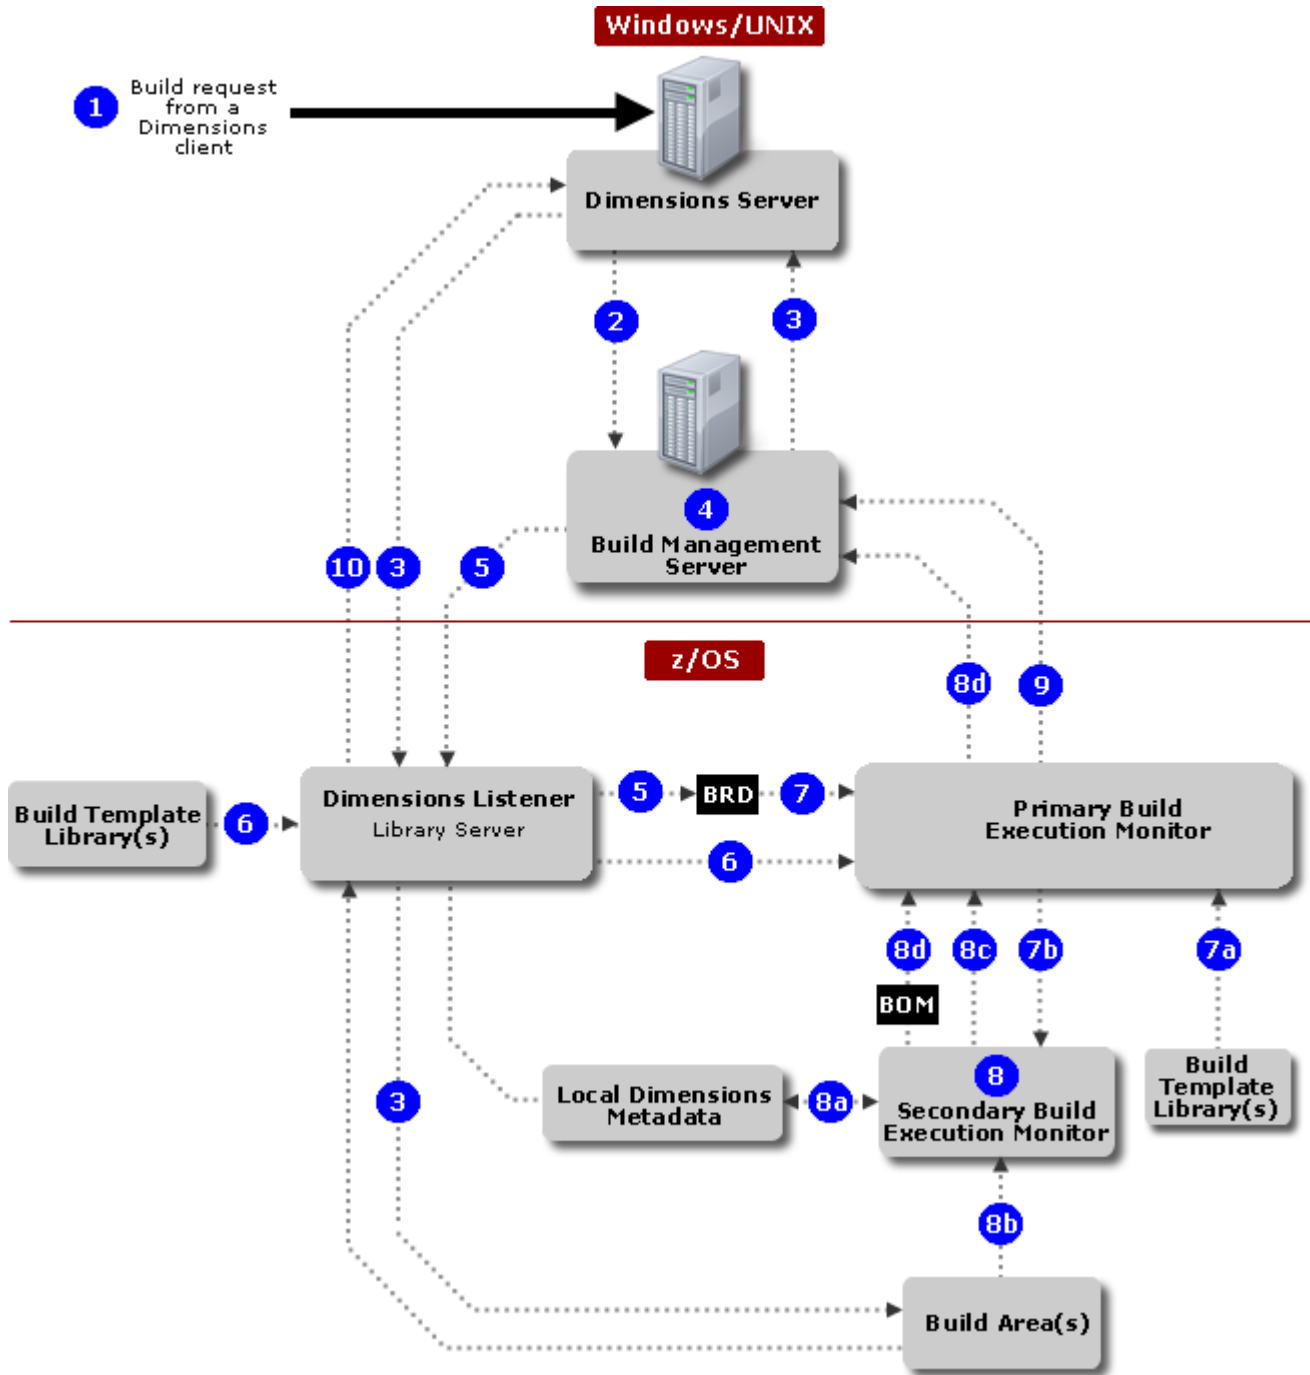 Windows/UNIX
1
Build request
from a
Dimensions
client
Dimensions Server
2
3
4
Build Management
Server
10
3
5
z/OS
8d
9
Build Template
Library(s)
6
Dimensions Listener
Library Server
5
BRD
7
6
Primary Build
Execution Monitor
8d
8c
7b
7a
BOM
3
Local Dimensions
Metadata
8a
8
Secondary Build
Execution Monitor
Build
Template
Library(s)
8b
Build Area(s)